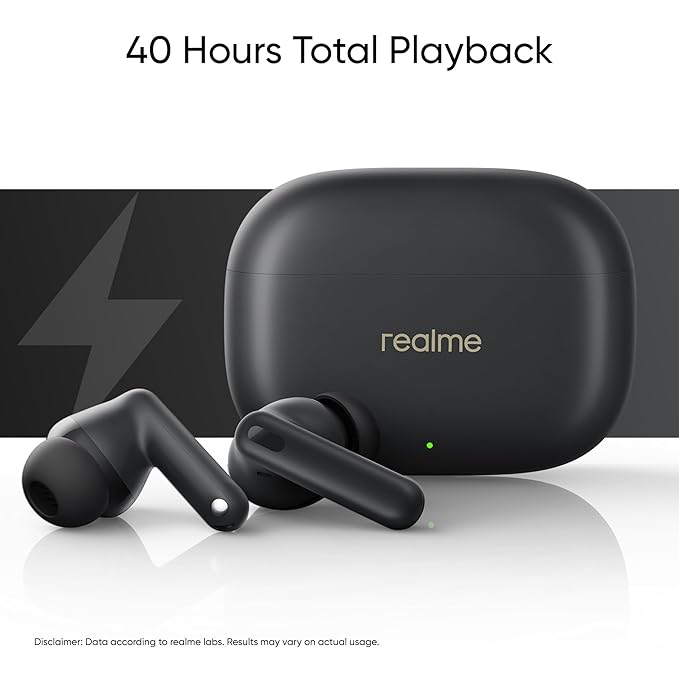 40 Hours Total Playback
realme
Disclaimer: Data according to realme labs. Results may vary on actual usage.